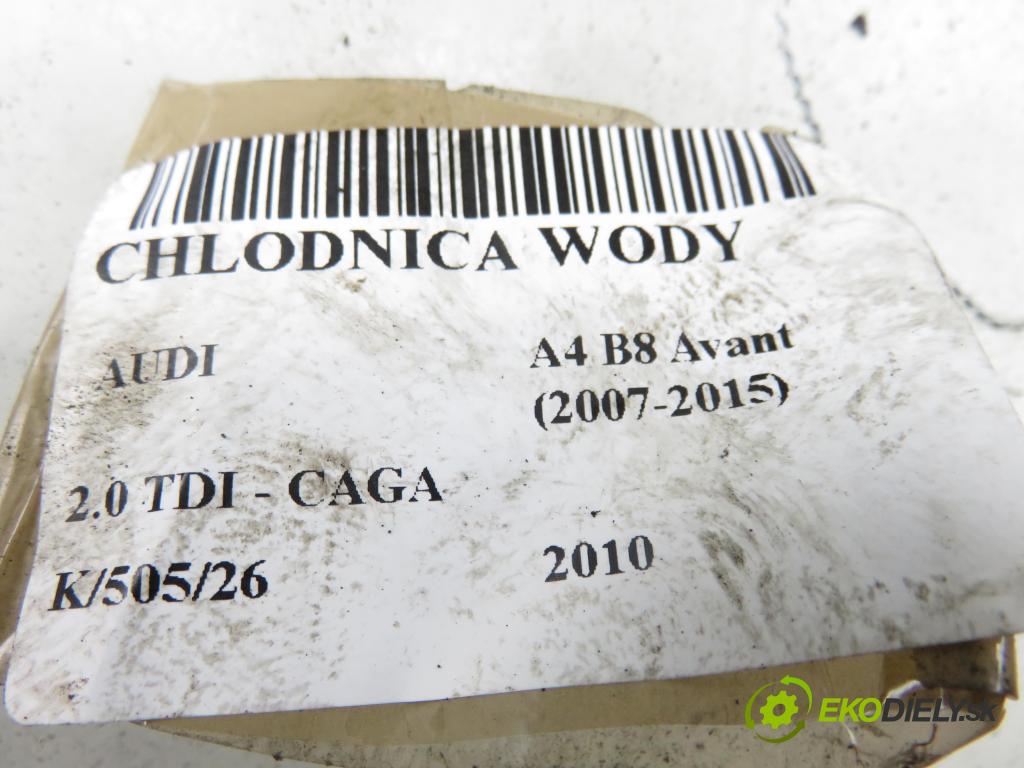 CHLODNICA WODY
AUDI A4 B8 Avant
(2007-2015)
2.0 TDI - CAGA
K/505/26 2010
EKODIELY.sk